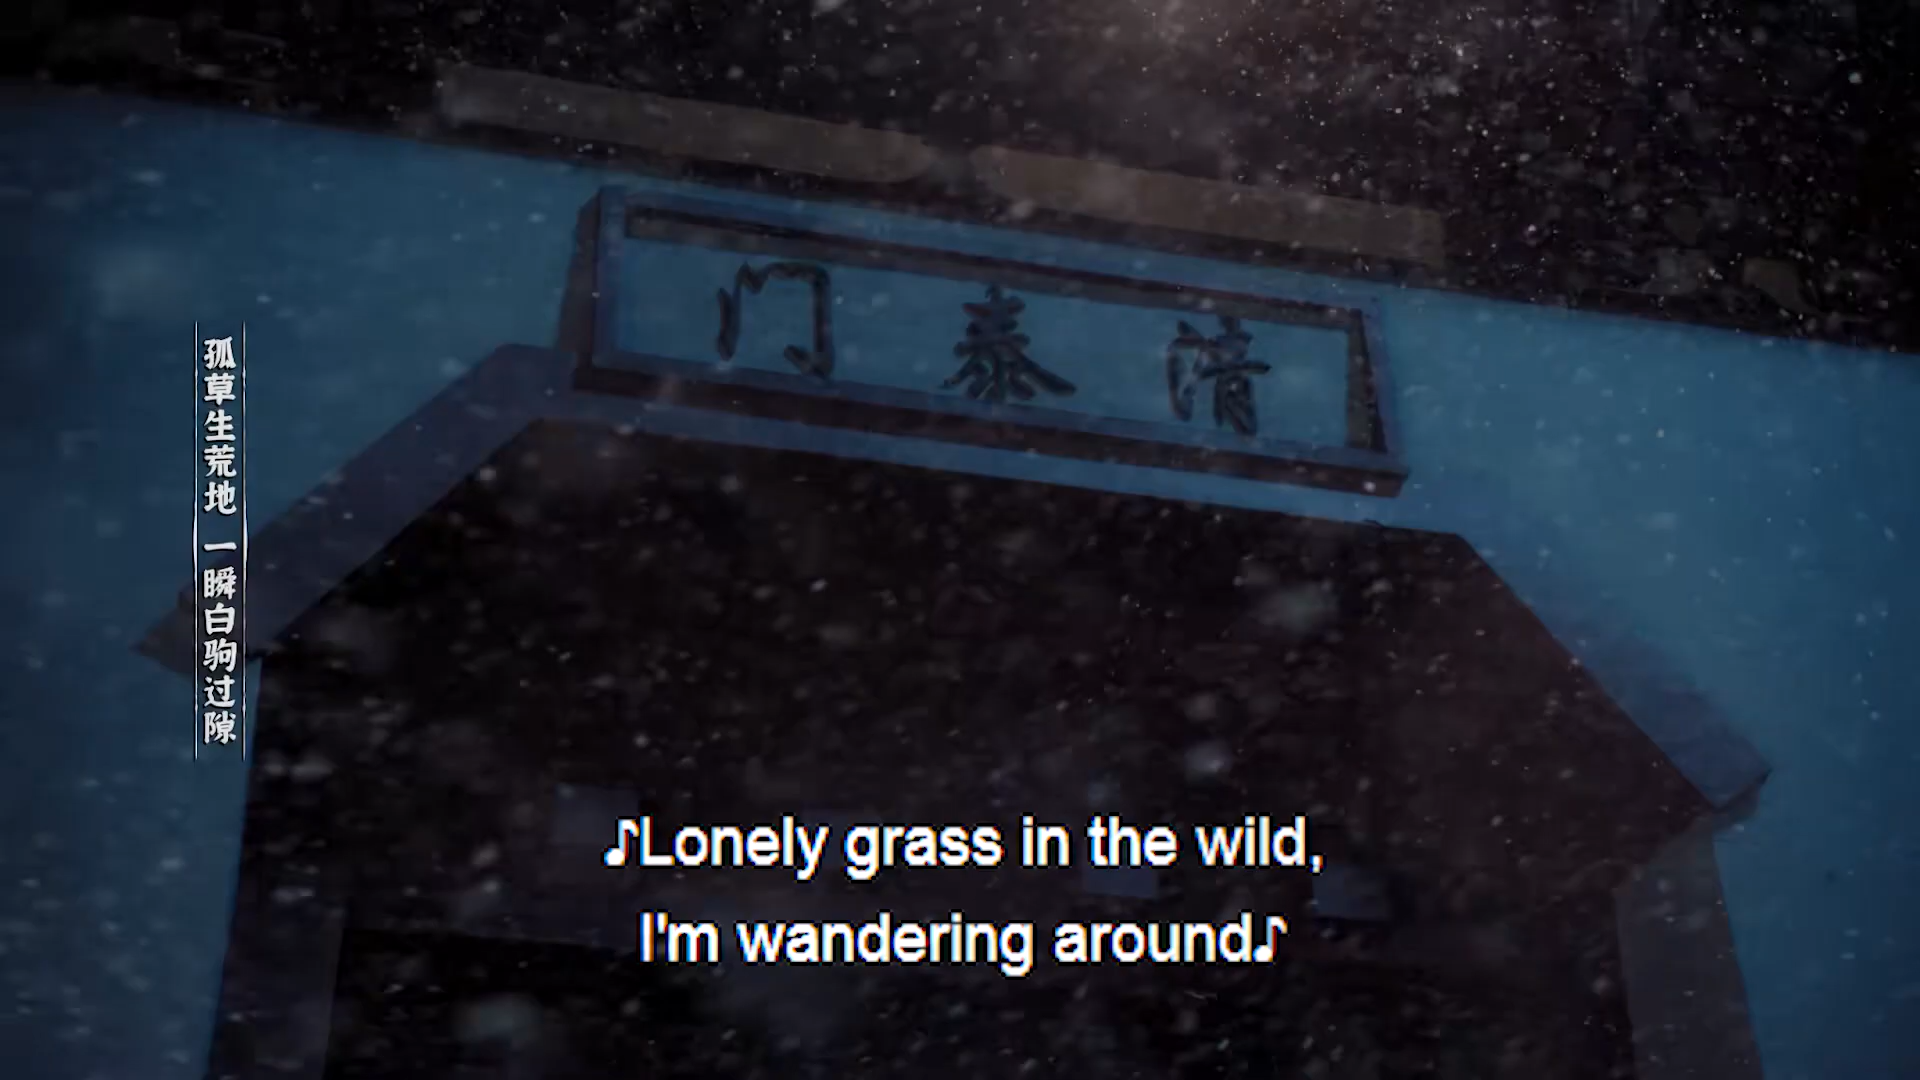 门泰清
孤草生荒地 一瞬白驹过隙
♪Lonely grass in the wild,
I'm wandering around♪